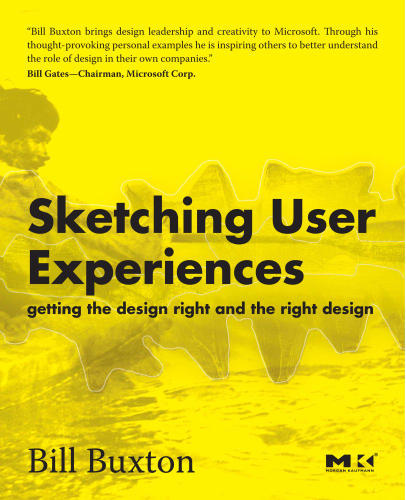 “Bill Buxton brings design leadership and creativity to Microsoft. Through his
thought-provoking personal examples he is inspiring others to better understand
the role of design in their own companies.”
Bill Gates—Chairman, Microsoft Corp.
Sketching User
Experiences
getting the design right and the right design
Bill Buxton
MK®
MORGAN KAUFMANN